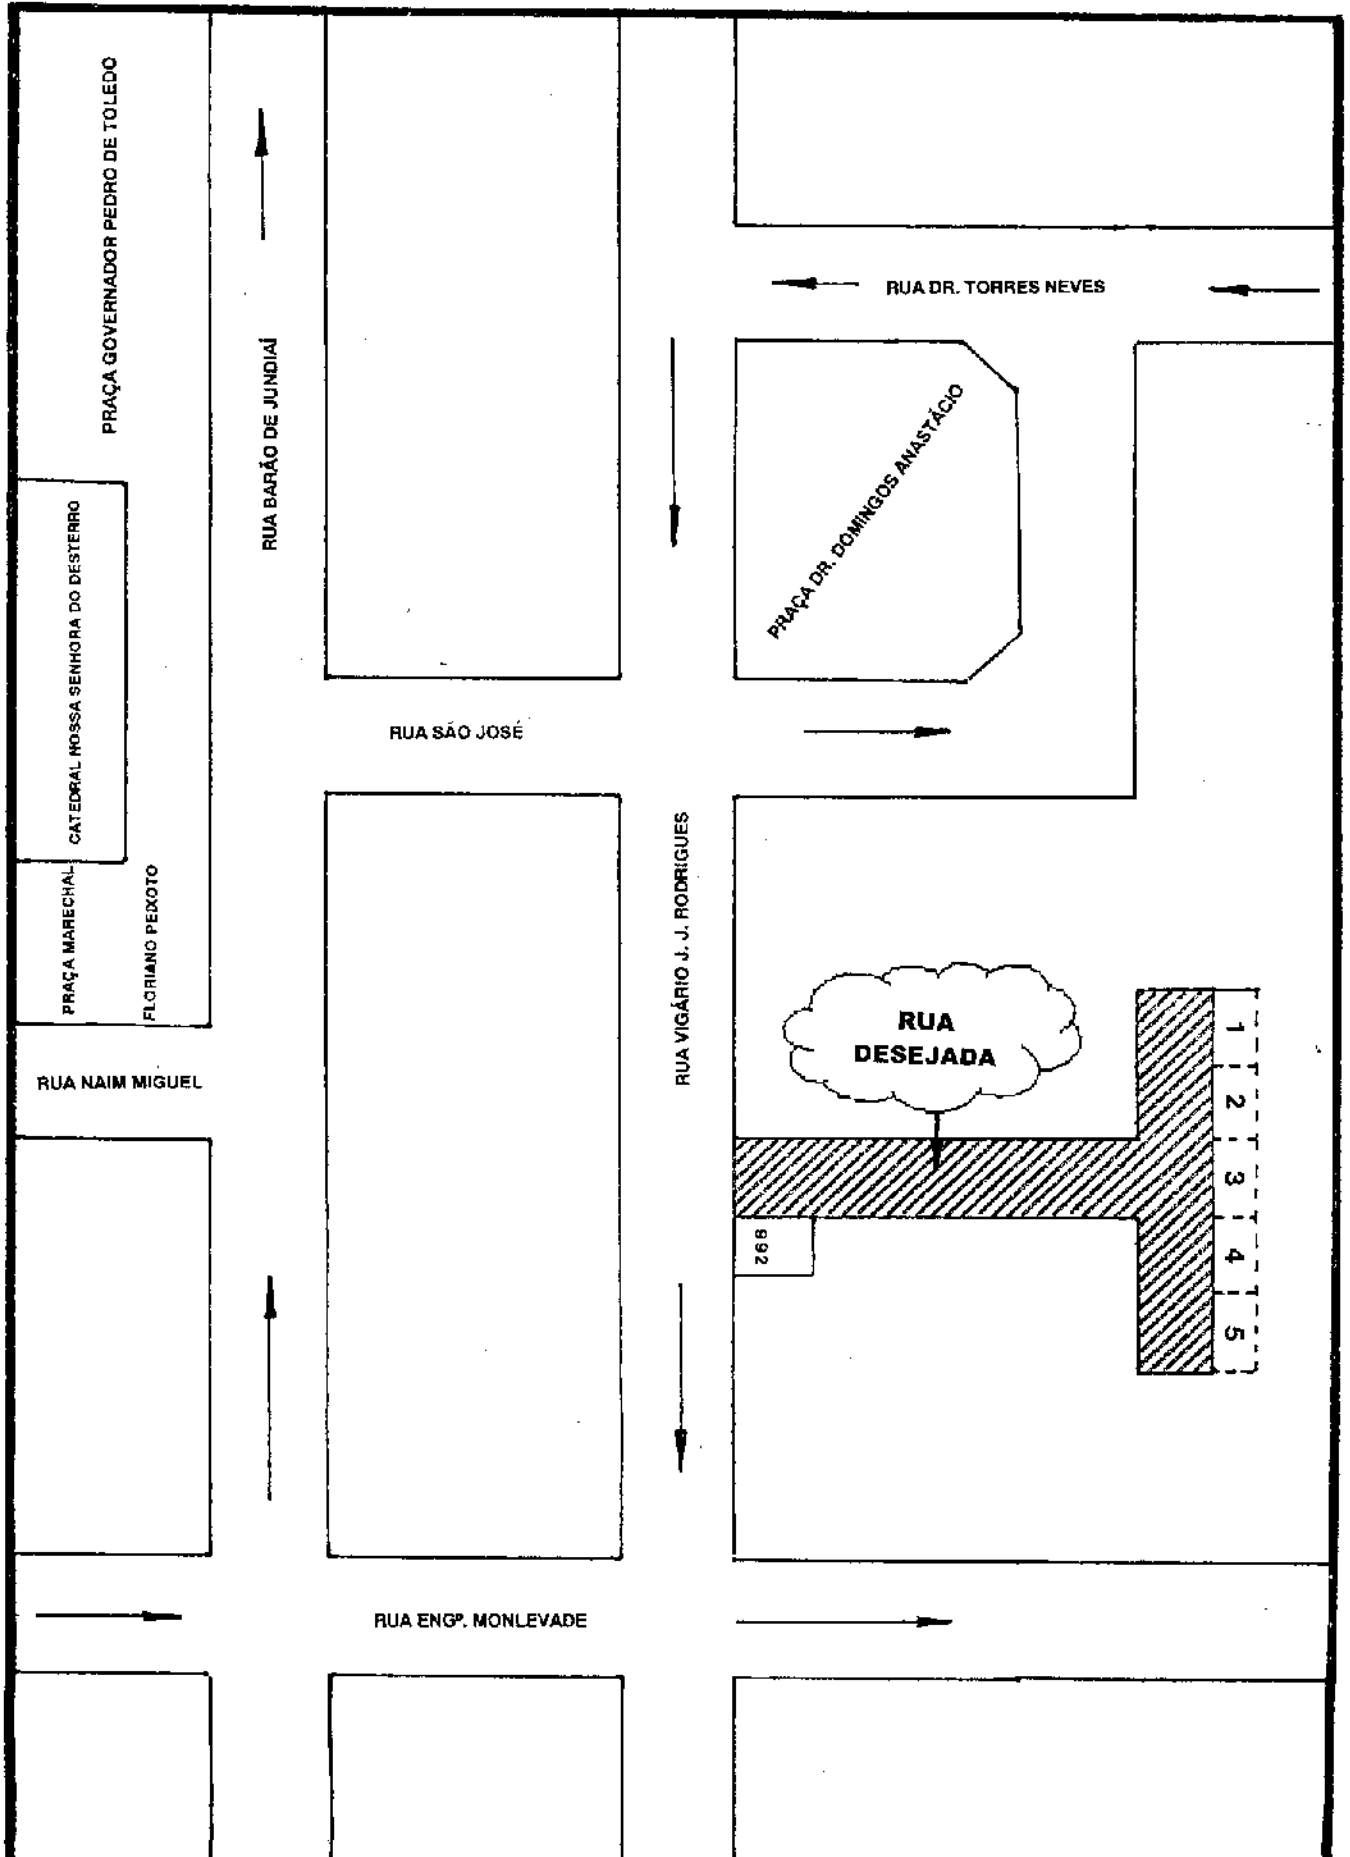 PRAÇA GOVERNADOR PEDRO DE TOLEDO
RUA BARÃO DE JUNDIAÍ
RUA DR. TORRES NEVES
PRAÇA DR. DOMINGOS ANASTÁCIO
CATEDRAL NOSSA SENHORA DO DESTERRO
RUA SÃO JOSÉ
PRAÇA MARECHAL
FLORIANO PEIXOTO
RUA VIGÁRIO J. J. RODRIGUES
RUA
DESEJADA
RUA NAIM MIGUEL
1
2
3
4
5
992
RUA ENGº. MONLEVADE